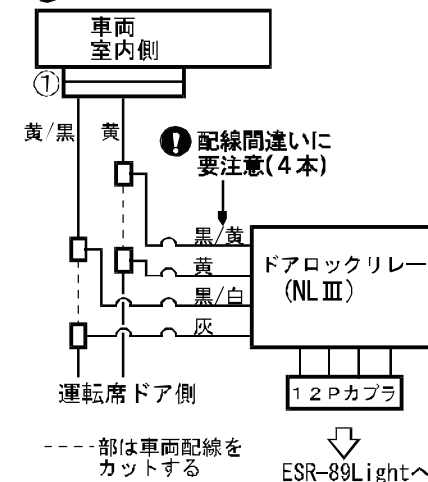 車両
室内側
①
黄/黒
黄
! 配線間違いに
要注意(4本)
黒/黄
黄
黒/白
灰
ドアロックリレー
(NLⅢ)
12Pカプラ
運転席ドア側
----部は車両配線を
カットする
ESR-89Lightへ